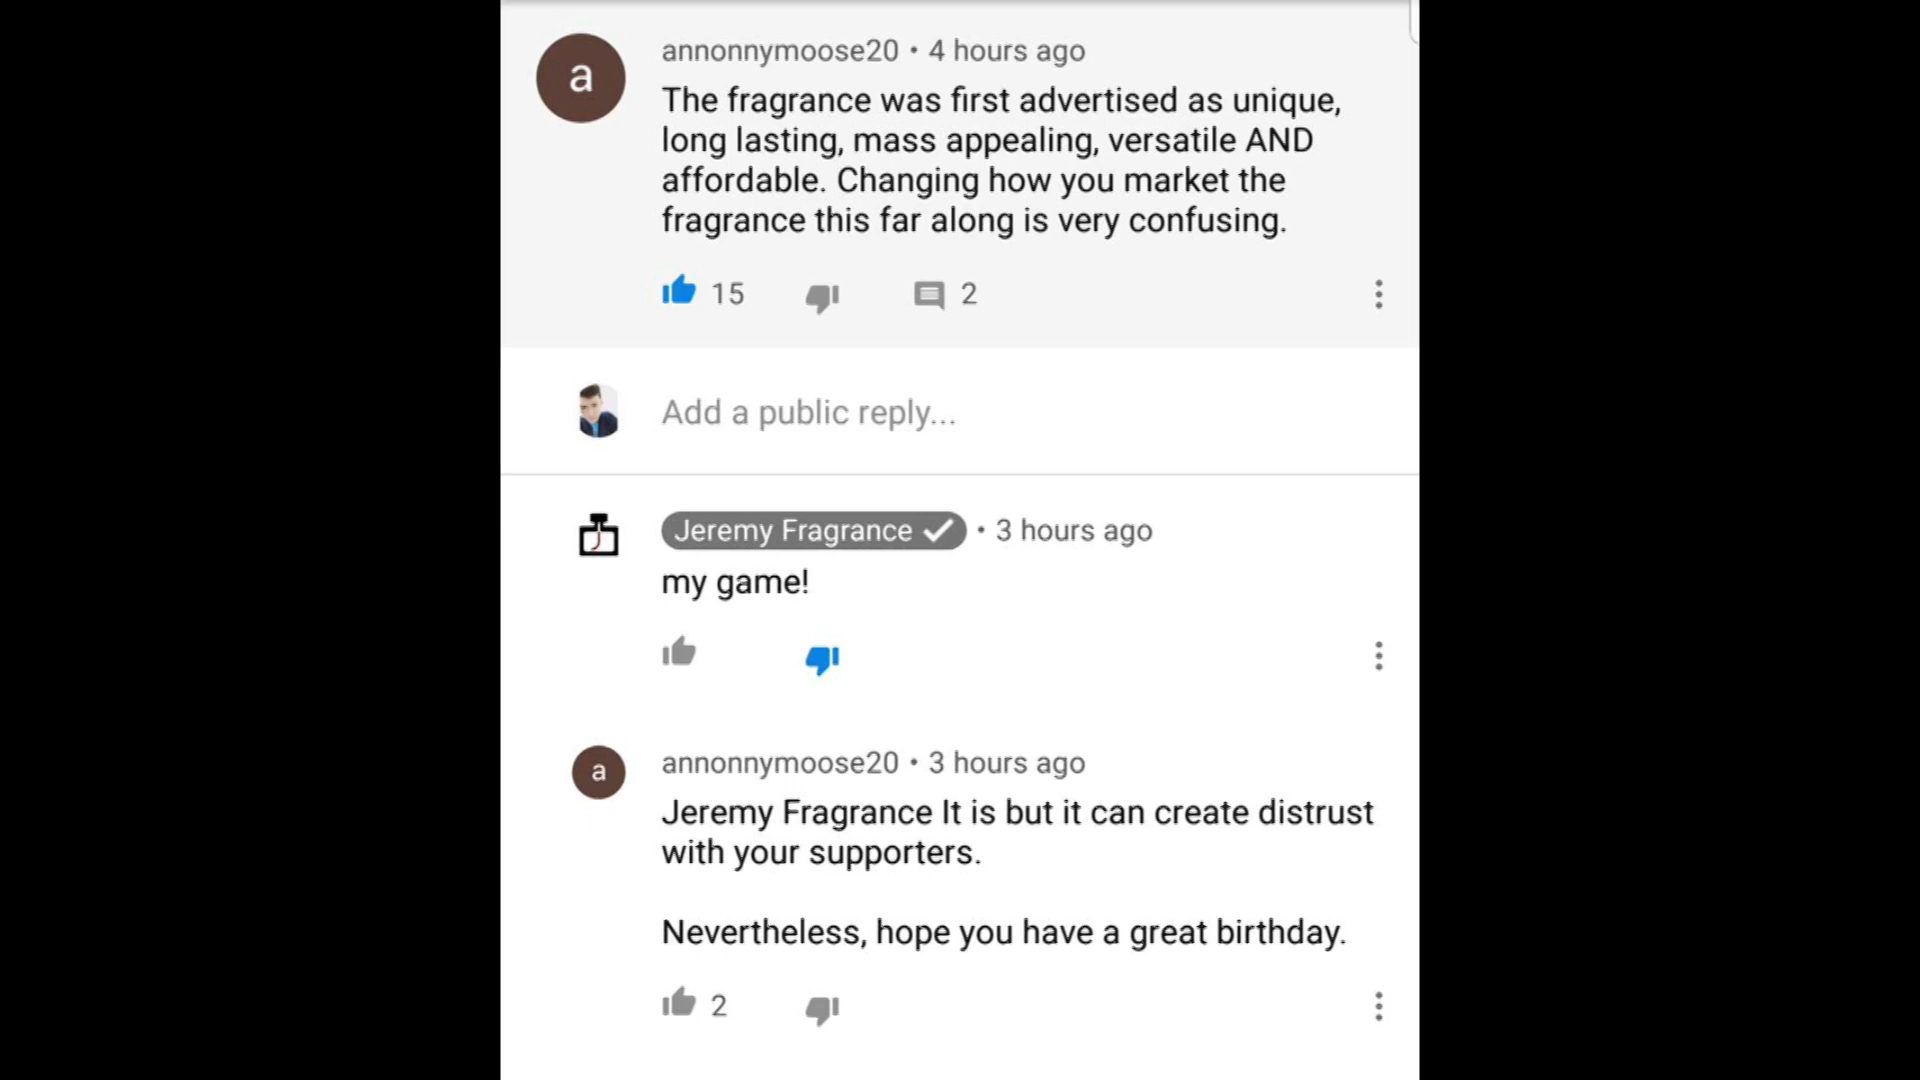 a
annonnymoose20 • 4 hours ago
The fragrance was first advertised as unique,
long lasting, mass appealing, versatile AND
affordable. Changing how you market the
fragrance this far along is very confusing.
15
2
Add a public reply...
Jeremy Fragrance • 3 hours ago
my game!
a
annonnymoose20 • 3 hours ago
Jeremy Fragrance It is but it can create distrust
with your supporters.
Nevertheless, hope you have a great birthday.
2